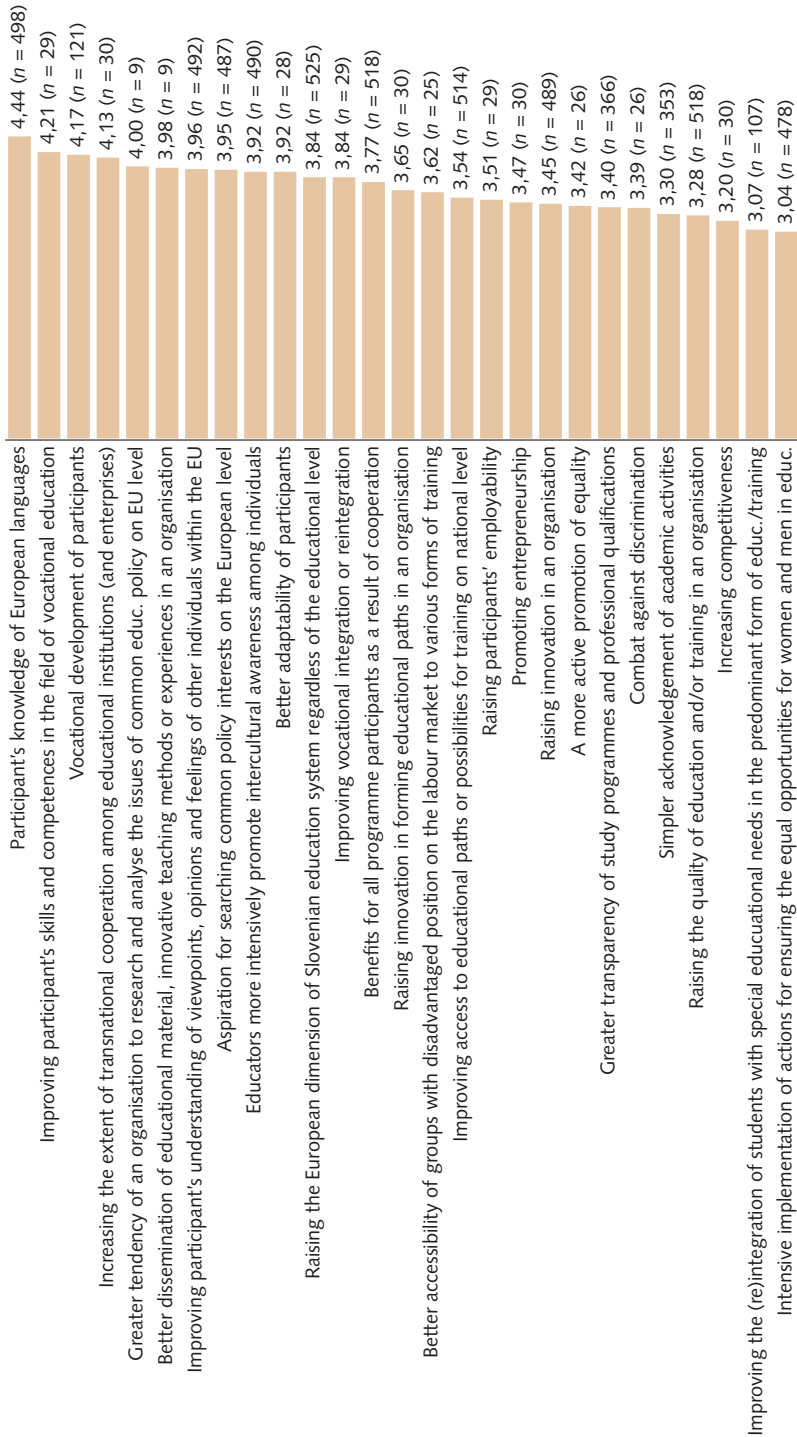 Participant's knowledge of European languages 4,44 (n = 498)
Improving participant's skills and competences in the field of vocational education 4,21 (n = 29)
Vocational development of participants 4,17 (n = 121)
Increasing the extent of transnational cooperation among educational institutions (and enterprises) 4,13 (n = 30)
Greater tendency of an organisation to research and analyse the issues of common educ. policy on EU level 4,00 (n = 9)
Better dissemination of educational material, innovative teaching methods or experiences in an organisation 3,98 (n = 9)
Improving participant's understanding of viewpoints, opinions and feelings of other individuals within the EU 3,96 (n = 492)
Aspiration for searching common policy interests on the European level 3,95 (n = 487)
Educators more intensively promote intercultural awareness among individuals 3,92 (n = 490)
Better adaptability of participants 3,92 (n = 28)
Raising the European dimension of Slovenian education system regardless of the educational level 3,84 (n = 525)
Improving vocational integration or reintegration 3,84 (n = 29)
Benefits for all programme participants as a result of cooperation 3,77 (n = 518)
Raising innovation in forming educational paths in an organisation 3,65 (n = 30)
Better accessibility of groups with disadvantaged position on the labour market to various forms of training 3,62 (n = 25)
Improving access to educational paths or possibilities for training on national level 3,54 (n = 514)
Raising participants' employability 3,51 (n = 29)
Promoting entrepreneurship 3,47 (n = 30)
Raising innovation in an organisation 3,45 (n = 489)
A more active promotion of equality 3,42 (n = 26)
Greater transparency of study programmes and professional qualifications 3,40 (n = 366)
Combat against discrimination 3,39 (n = 26)
Simpler acknowledgement of academic activities 3,30 (n = 353)
Raising the quality of education and/or training in an organisation 3,28 (n = 518)
Increasing competitiveness 3,20 (n = 30)
Improving the (re)integration of students with special educational needs in the predominant form of educ./training 3,07 (n = 107)
Intensive implementation of actions for ensuring the equal opportunities for women and men in educ. 3,04 (n = 478)